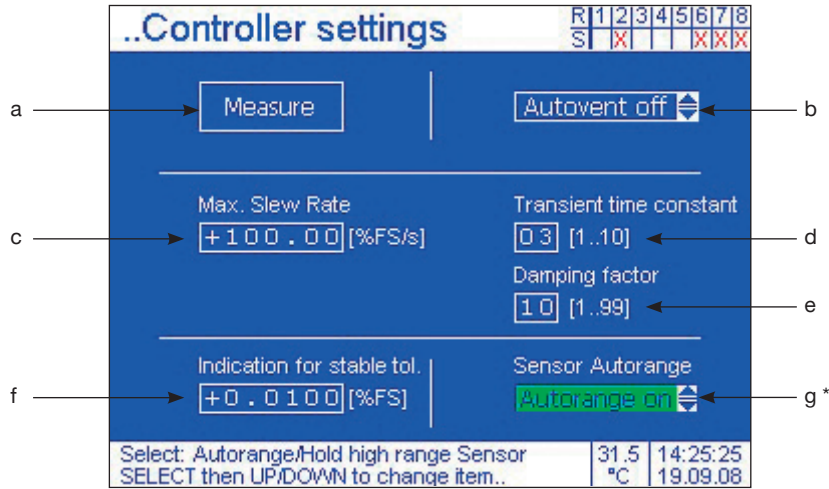 ..Controller settings
R 1 2 3 4 5 6 7 8
S X X X X
a
Measure
Autovent off
b
Max. Slew Rate
Transient time constant
c
+100.00 [%FS/s]
03 [1..10]
d
Damping factor
10 [1..99]
e
Indication for stable tol.
Sensor Autorange
f
+0.0100 [%FS]
Autorange on
g *
Select: Autorange/Hold high range Sensor
SELECT then UP/DOWN to change item..
31.5
°C
14:25:25
19.09.08